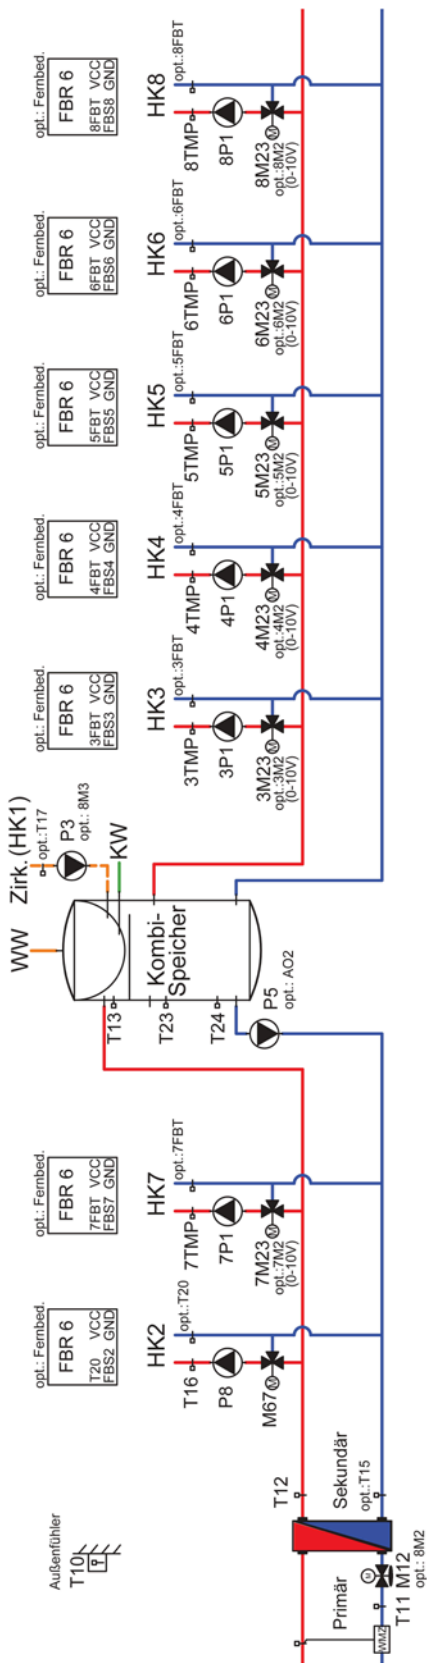 Außenfühler
T10
Primär
WMZ
T11 M12
opt.: 8M2
M
T12
Sekundär
opt.:T15
opt.: Fernbed.
FBR 6
T20 VCC
FBS2 GND
HK2
opt.:T20
T16
P8
M67
M
opt.: Fernbed.
FBR 6
7FBT VCC
FBS7 GND
HK7
opt.:7FBT
7TMP
7P1
7M23
M
opt.:7M2
(0-10V)
WW
Zirk. (HK1)
opt.:T17
P3
opt.: 8M3
KW
Kombi-
Speicher
T13
T23
T24
P5
opt.: AO2
opt.: Fernbed.
FBR 6
3FBT VCC
FBS3 GND
HK3
opt.:3FBT
3TMP
3P1
3M23
M
opt.:3M2
(0-10V)
opt.: Fernbed.
FBR 6
4FBT VCC
FBS4 GND
HK4
opt.:4FBT
4TMP
4P1
4M23
M
opt.:4M2
(0-10V)
opt.: Fernbed.
FBR 6
5FBT VCC
FBS5 GND
HK5
opt.:5FBT
5TMP
5P1
5M23
M
opt.:5M2
(0-10V)
opt.: Fernbed.
FBR 6
6FBT VCC
FBS6 GND
HK6
opt.:6FBT
6TMP
6P1
6M23
M
opt.:6M2
(0-10V)
opt.: Fernbed.
FBR 6
8FBT VCC
FBS8 GND
HK8
opt.:8FBT
8TMP
8P1
8M23
M
opt.:8M2
(0-10V)